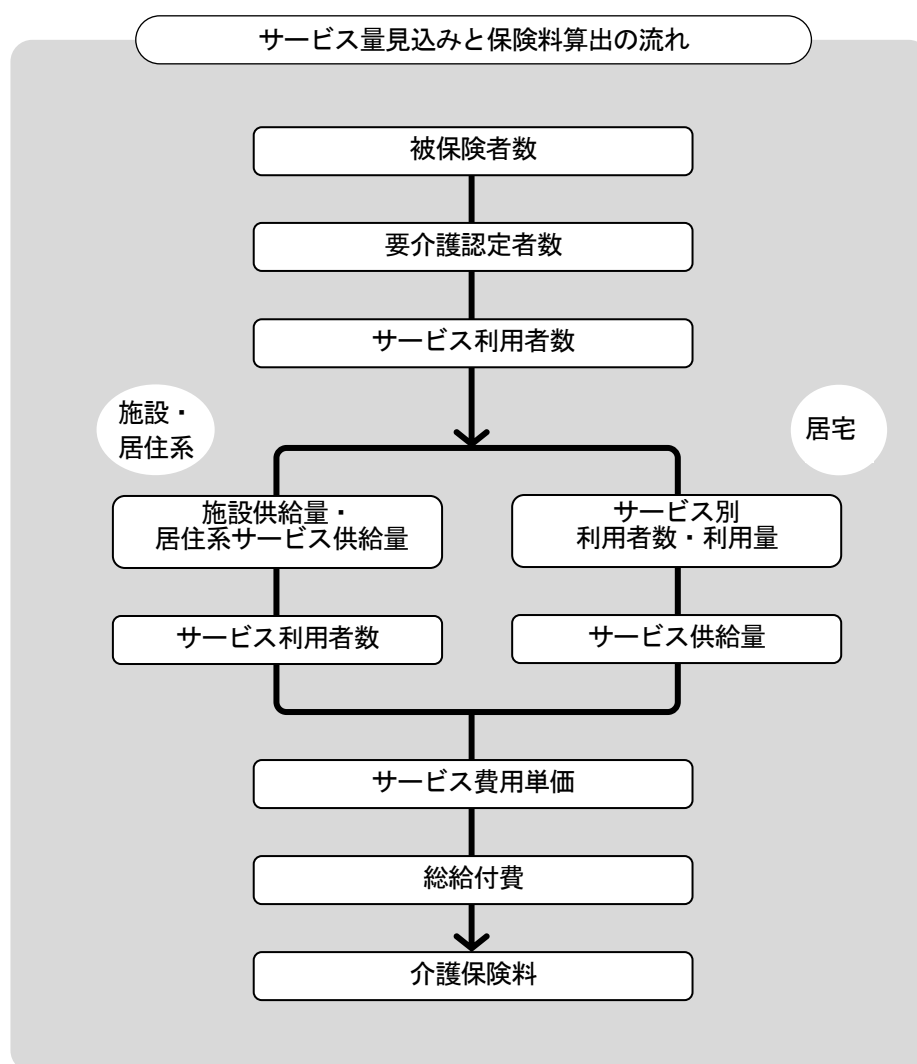 サービス量見込みと保険料算出の流れ
被保険者数
要介護認定者数
サービス利用者数
施設・
居住系
居宅
施設供給量・
居住系サービス供給量
サービス別
利用者数・利用量
サービス利用者数
サービス供給量
サービス費用単価
総給付費
介護保険料